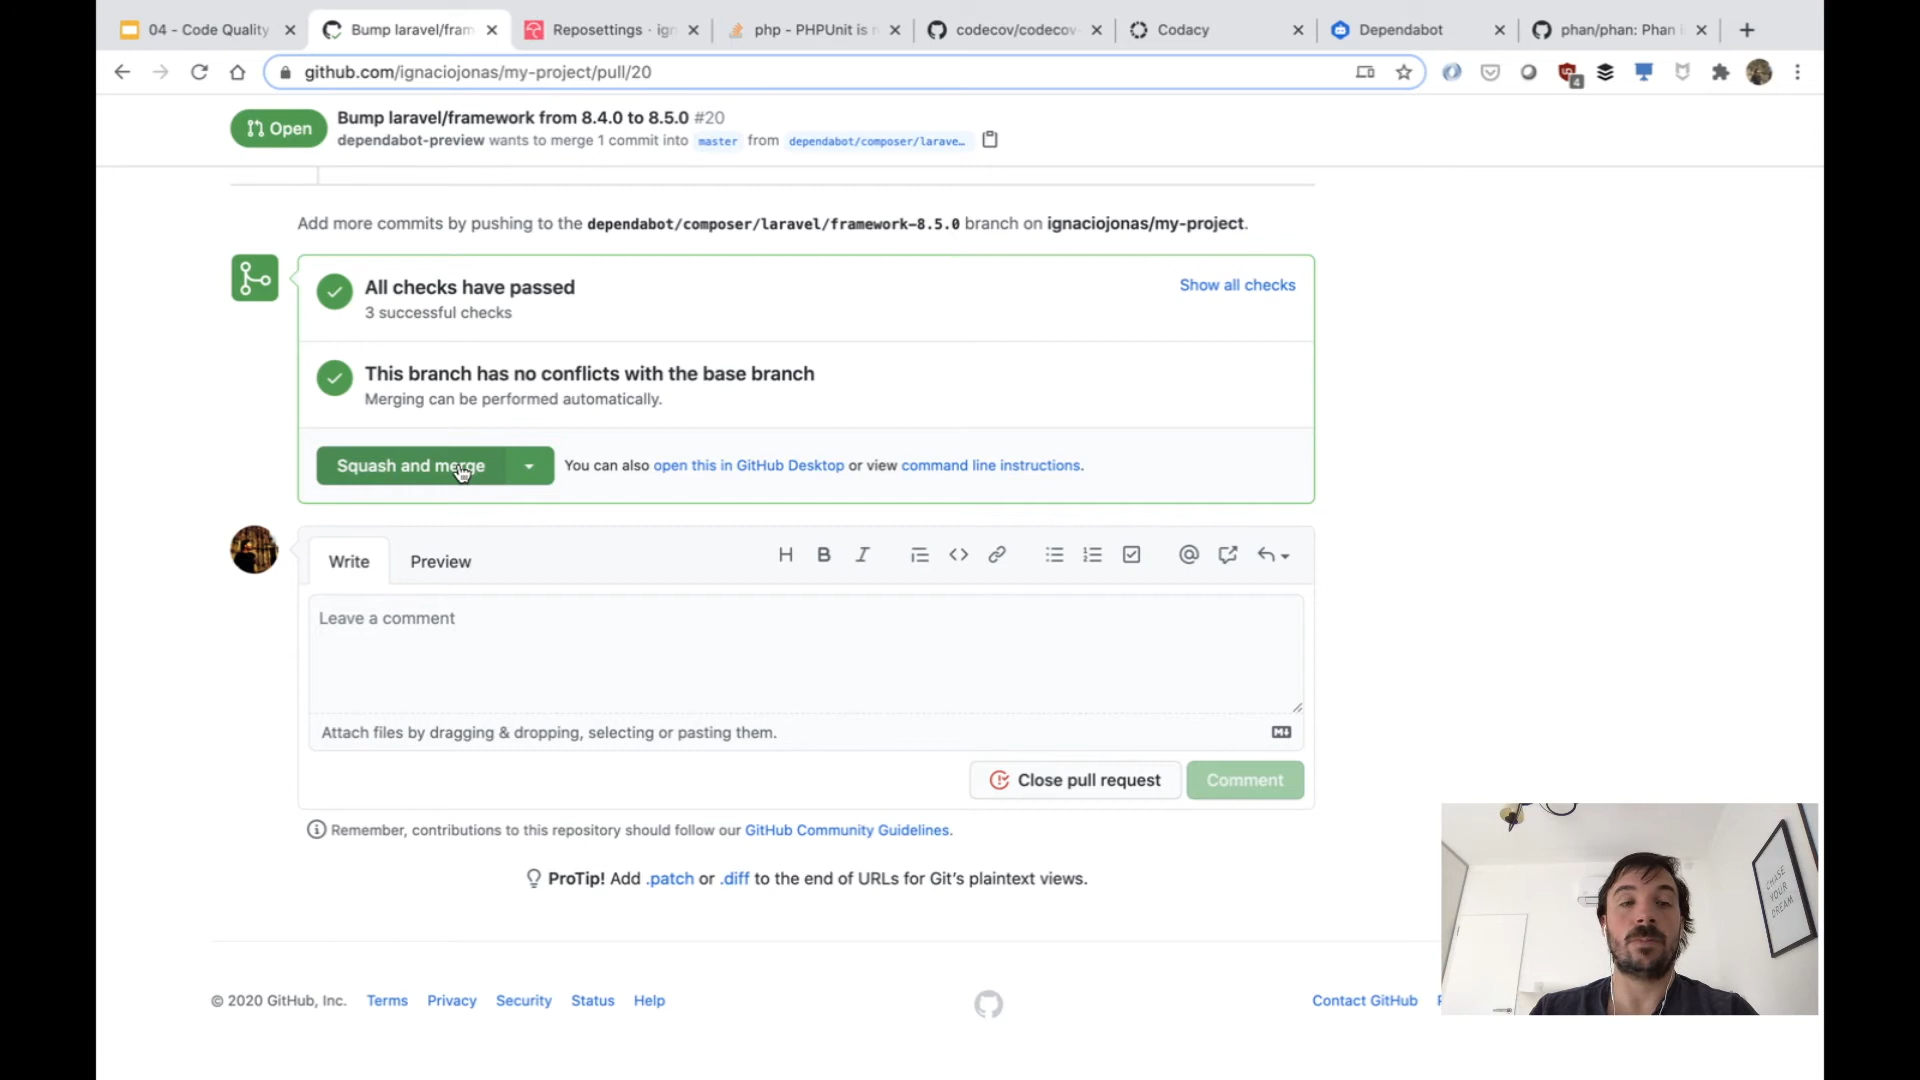 04 - Code Quality
Bump laravel/fram
Reposettings · ign
php - PHPUnit is
codecov/codecov-
Codacy
Dependabot
phan/phan: Phan i
github.com/ignaciojonas/my-project/pull/20
4
Open
Bump laravel/framework from 8.4.0 to 8.5.0 #20
dependabot-preview wants to merge 1 commit into master from dependabot/composer/larave…
Add more commits by pushing to the dependabot/composer/laravel/framework-8.5.0 branch on ignaciojonas/my-project.
All checks have passed
Show all checks
3 successful checks
This branch has no conflicts with the base branch
Merging can be performed automatically.
Squash and merge
You can also open this in GitHub Desktop or view command line instructions.
Write
Preview
H B I
Leave a comment
Attach files by dragging & dropping, selecting or pasting them.
Close pull request
Comment
Remember, contributions to this repository should follow our GitHub Community Guidelines.
ProTip! Add .patch or .diff to the end of URLs for Git's plaintext views.
© 2020 GitHub, Inc.
Terms
Privacy
Security
Status
Help
Contact GitHub
CHASE
YOUR
DREAM